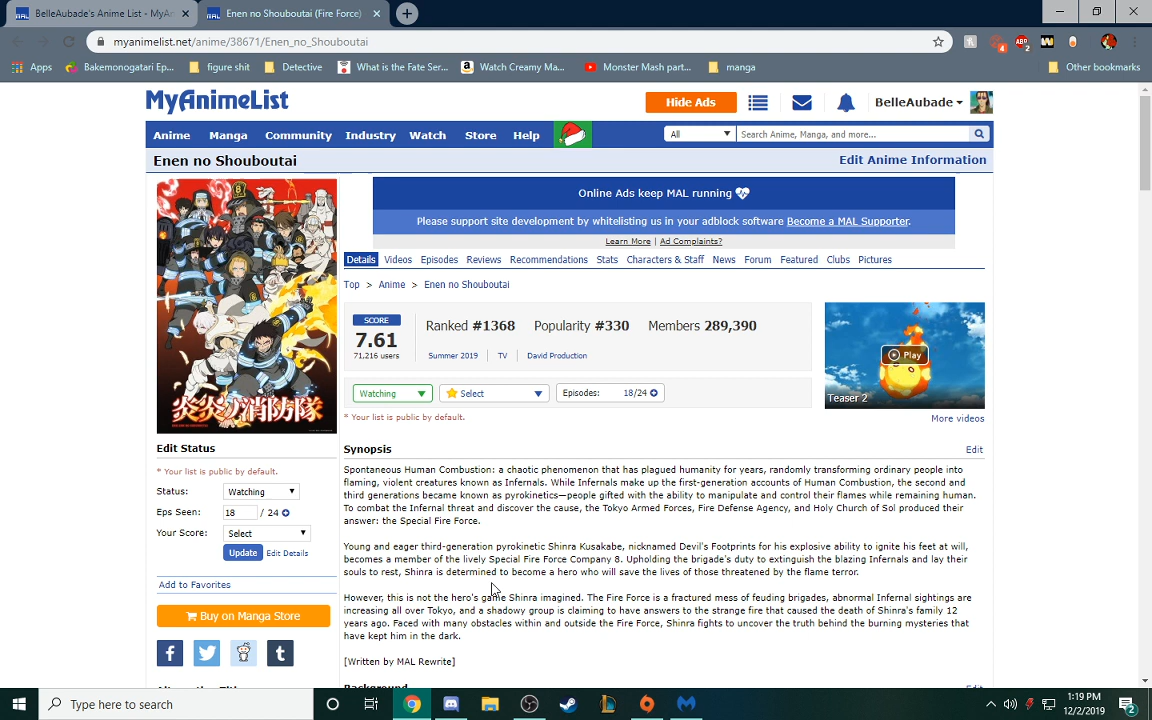 BelleAubade's Anime List - MyAn
Enen no Shouboutai (Fire Force)
myanimelist.net/anime/38671/Enen_no_Shouboutai
Apps Bakemonogatari Ep... figure shit Detective What is the Fate Ser... Watch Creamy Ma... Monster Mash part... manga Other bookmarks
MyAnimeList
Hide Ads
BelleAubade
Anime Manga Community Industry Watch Store Help
All Search Anime, Manga, and more...
Enen no Shouboutai
Edit Anime Information
Online Ads keep MAL running
Please support site development by whitelisting us in your adblock software Become a MAL Supporter.
Learn More | Ad Complaints?
Details Videos Episodes Reviews Recommendations Stats Characters & Staff News Forum Featured Clubs Pictures
Top > Anime > Enen no Shouboutai
SCORE
7.61
71,216 users
Ranked #1368 Popularity #330 Members 289,390
Summer 2019 TV David Production
Watching Select Episodes: 18/24
* Your list is public by default.
Play
Teaser 2
More videos
炎炎ノ消防隊
Edit Status
* Your list is public by default.
Status: Watching
Eps Seen: 18 / 24
Your Score: Select
Update Edit Details
Add to Favorites
Buy on Manga Store
Synopsis
Edit
Spontaneous Human Combustion: a chaotic phenomenon that has plagued humanity for years, randomly transforming ordinary people into
flaming, violent creatures known as Infernals. While Infernals make up the first-generation accounts of Human Combustion, the second and
third generations became known as pyrokinetics—people gifted with the ability to manipulate and control their flames while remaining human.
To combat the Infernal threat and discover the cause, the Tokyo Armed Forces, Fire Defense Agency, and Holy Church of Sol produced their
answer: the Special Fire Force.
Young and eager third-generation pyrokinetic Shinra Kusakabe, nicknamed Devil's Footprints for his explosive ability to ignite his feet at will,
becomes a member of the lively Special Fire Force Company 8. Upholding the brigade's duty to extinguish the blazing Infernals and lay their
souls to rest, Shinra is determined to become a hero who will save the lives of those threatened by the flame terror.
However, this is not the hero's game Shinra imagined. The Fire Force is a fractured mess of feuding brigades, abnormal Infernal sightings are
increasing all over Tokyo, and a shadowy group is claiming to have answers to the strange fire that caused the death of Shinra's family 12
years ago. Faced with many obstacles within and outside the Fire Force, Shinra fights to uncover the truth behind the burning mysteries that
have kept him in the dark.
[Written by MAL Rewrite]
Background
Edit
Type here to search
1:19 PM
12/2/2019
2